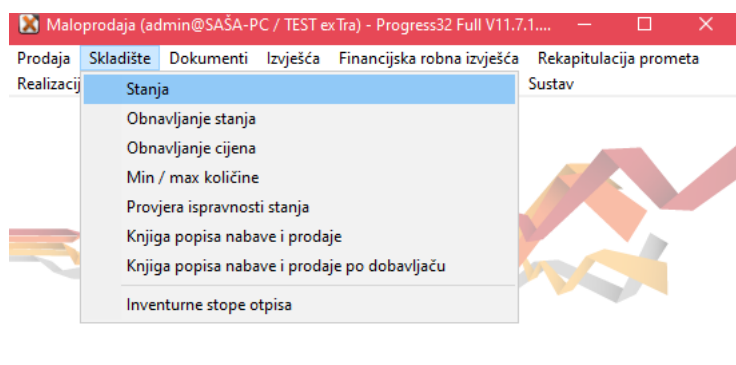 Maloprodaja (admin@SAŠA-PC / TEST exTra) - Progress32 Full V11.7.1....
Prodaja Skladište Dokumenti Izvješća Financijska robna izvješća Rekapitulacija prometa
Realizacij Sustav
Stanja
Obnavljanje stanja
Obnavljanje cijena
Min / max količine
Provjera ispravnosti stanja
Knjiga popisa nabave i prodaje
Knjiga popisa nabave i prodaje po dobavljaču
Inventurne stope otpisa